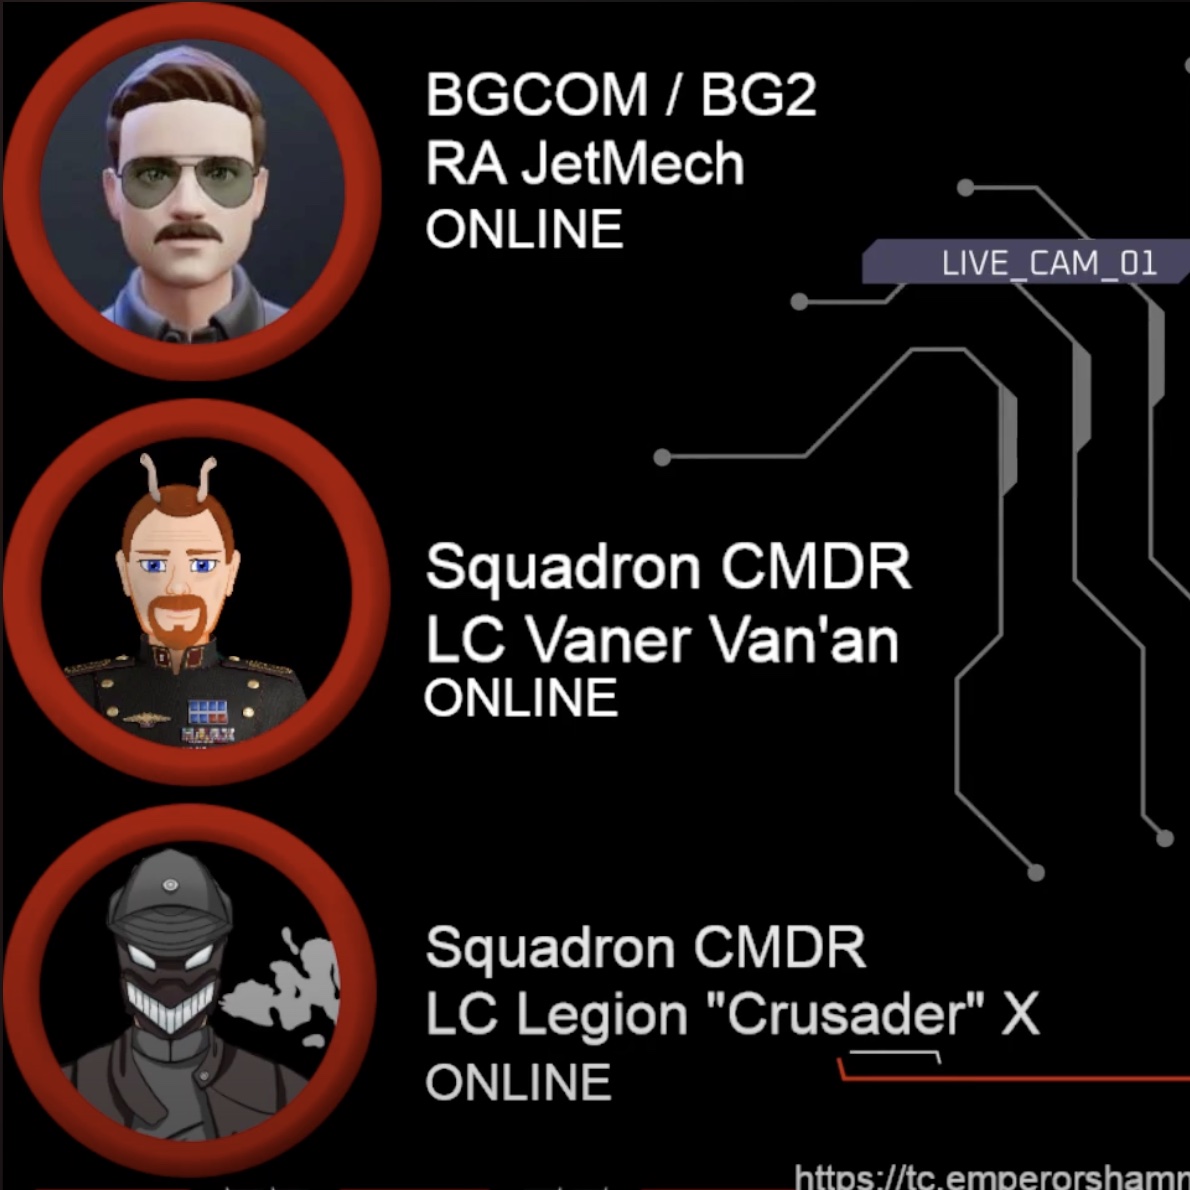 BGCOM / BG2
RA JetMech
ONLINE
LIVE_CAM_01
Squadron CMDR
LC Vaner Van'an
ONLINE
Squadron CMDR
LC Legion "Crusader" X
ONLINE